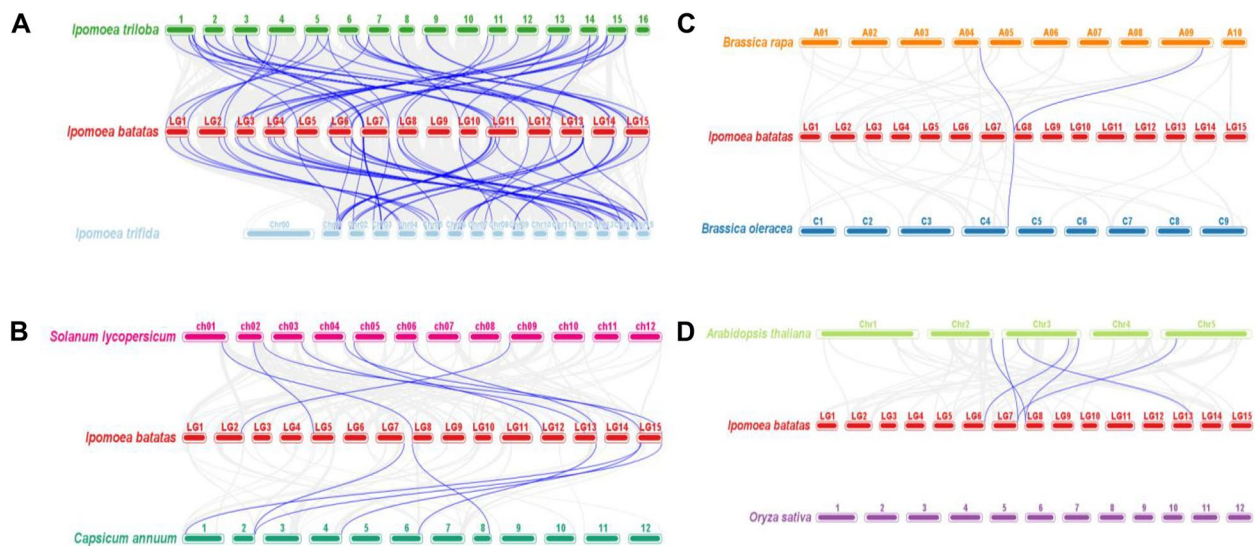 A
1 2 3 4 5 6 7 8 9 10 11 12 13 14 15 16
Ipomoea triloba
LG1 LG2 LG3 LG4 LG5 LG6 LG7 LG8 LG9 LG10 LG11 LG12 LG13 LG14 LG15
Ipomoea batatas
Chr00 Chr02 Chr03 Chr04 Chr09 Chr10 Chr11 Chr12
Ipomoea trifida
B
ch01 ch02 ch03 ch04 ch05 ch06 ch07 ch08 ch09 ch10 ch11 ch12
Solanum lycopersicum
LG1 LG2 LG3 LG4 LG5 LG6 LG7 LG8 LG9 LG10 LG11 LG12 LG13 LG14 LG15
Ipomoea batatas
1 2 3 4 5 6 7 8 9 10 11 12
Capsicum annuum
C
A01 A02 A03 A04 A05 A06 A07 A08 A09 A10
Brassica rapa
LG1 LG2 LG3 LG4 LG5 LG6 LG7 LG8 LG9 LG10 LG11 LG12 LG13 LG14 LG15
Ipomoea batatas
C1 C2 C3 C4 C5 C6 C7 C8 C9
Brassica oleracea
D
Chr1 Chr2 Chr3 Chr4 Chr5
Arabidopsis thaliana
LG1 LG2 LG3 LG4 LG5 LG6 LG7 LG8 LG9 LG10 LG11 LG12 LG13 LG14 LG15
Ipomoea batatas
1 2 3 4 5 6 7 8 9 10 11 12
Oryza sativa